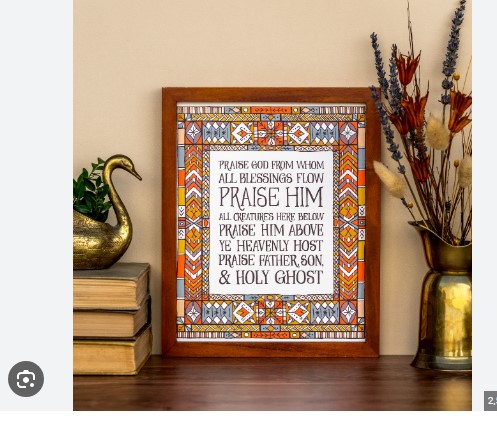 PRAISE GOD FROM WHOM
ALL BLESSINGS FLOW
PRAISE HIM
ALL CREATURES HERE BELOW
PRAISE HIM ABOVE
YE HEAVENLY HOST
PRAISE FATHER, SON,
& HOLY GHOST